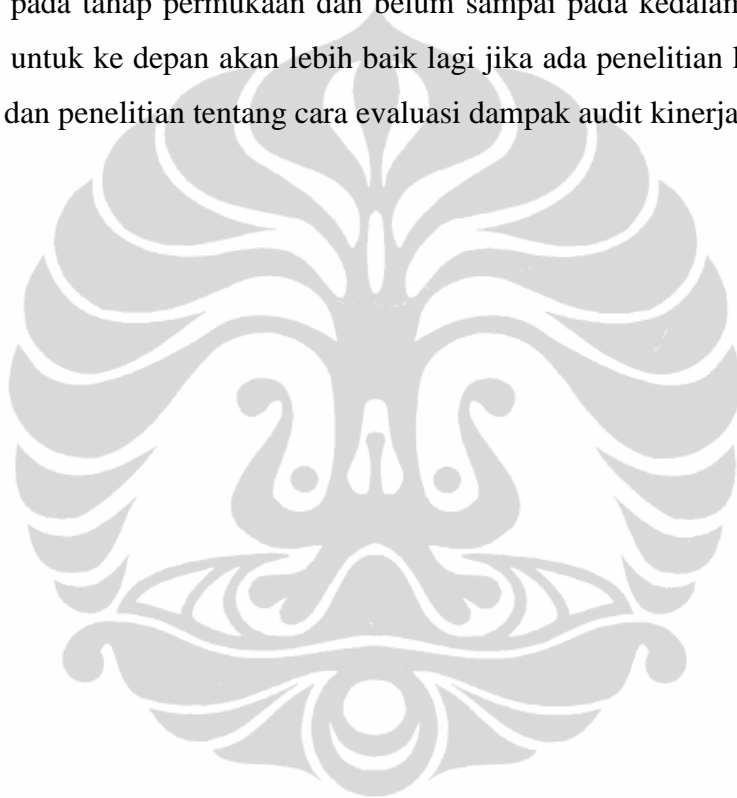 pada tahap permukaan dan belum sampai pada kedalam
untuk ke depan akan lebih baik lagi jika ada penelitian
dan penelitian tentang cara evaluasi dampak audit kinerja